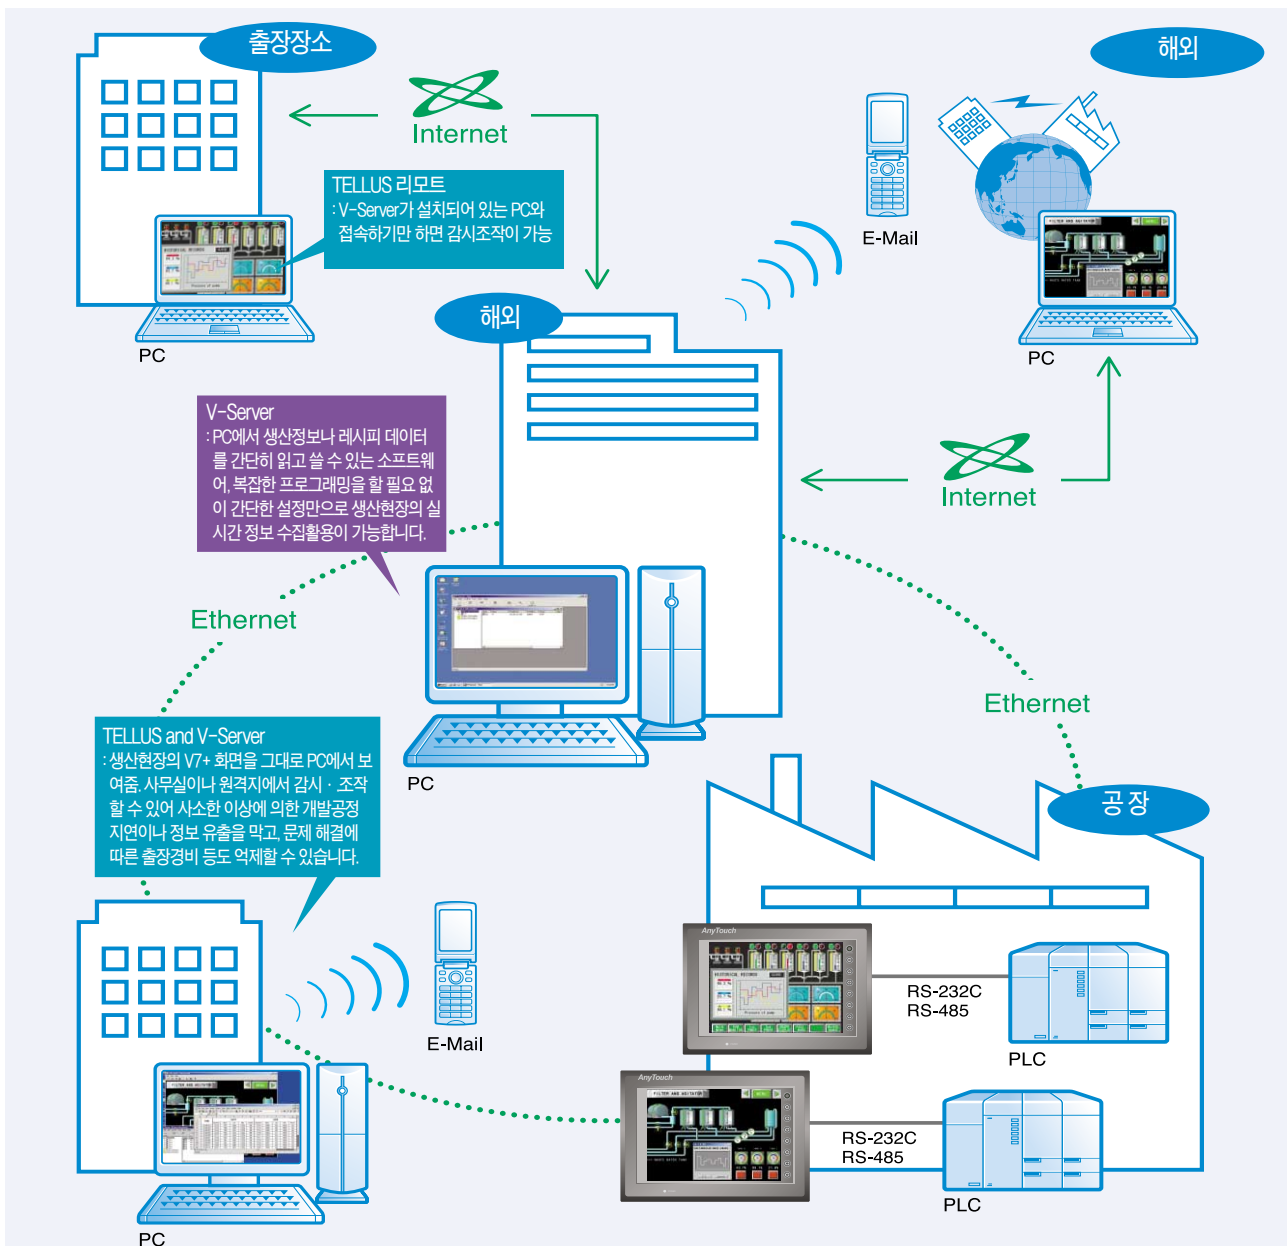 출장장소
해외
Internet
TELLUS 리모트
: V-Server가 설치되어 있는 PC와
접속하기만 하면 감시조작이 가능
E-Mail
PC
해외
PC
V-Server
: PC에서 생산정보나 레시피 데이터
를 간단히 읽고 쓸 수 있는 소프트웨
어, 복잡한 프로그래밍을 할 필요 없
이 간단한 설정만으로 생산현장의 실
시간 정보 수집활용이 가능합니다.
Internet
Ethernet
Ethernet
TELLUS and V-Server
: 생산현장의 V7+ 화면을 그대로 PC에서 보
여줌. 사무실이나 원격지에서 감시 · 조작
할 수 있어 사소한 이상에 의한 개발공정
지연이나 정보 유출을 막고, 문제 해결에
따른 출장경비 등도 억제할 수 있습니다.
PC
공장
AnyTouch
RS-232C
RS-485
PLC
E-Mail
AnyTouch
FILTER AND AGITATOR
RS-232C
RS-485
PLC
PC